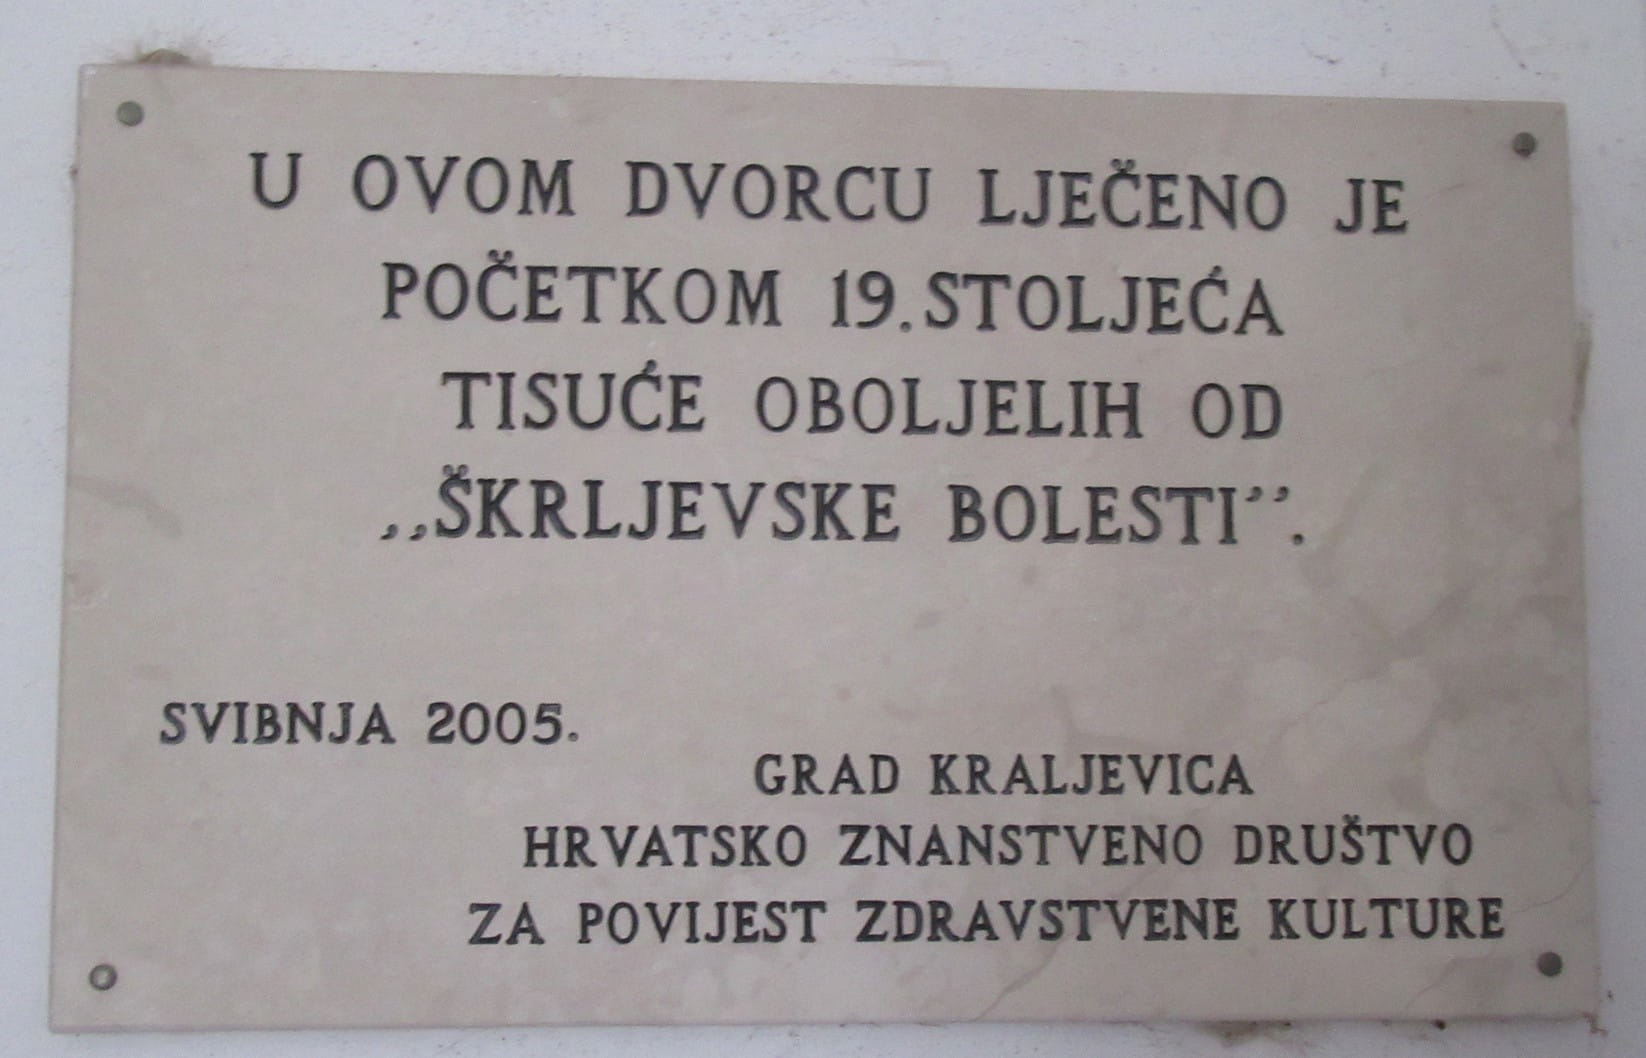 U OVOM DVORCU LJEČENO JE
POČETKOM 19. STOLJEĆA
TISUĆE OBOLJELIH OD
,,ŠKRLJEVSKE BOLESTI’’.
SVIBNJA 2005.
GRAD KRALJEVICA
HRVATSKO ZNANSTVENO DRUŠTVO
ZA POVIJEST ZDRAVSTVENE KULTURE